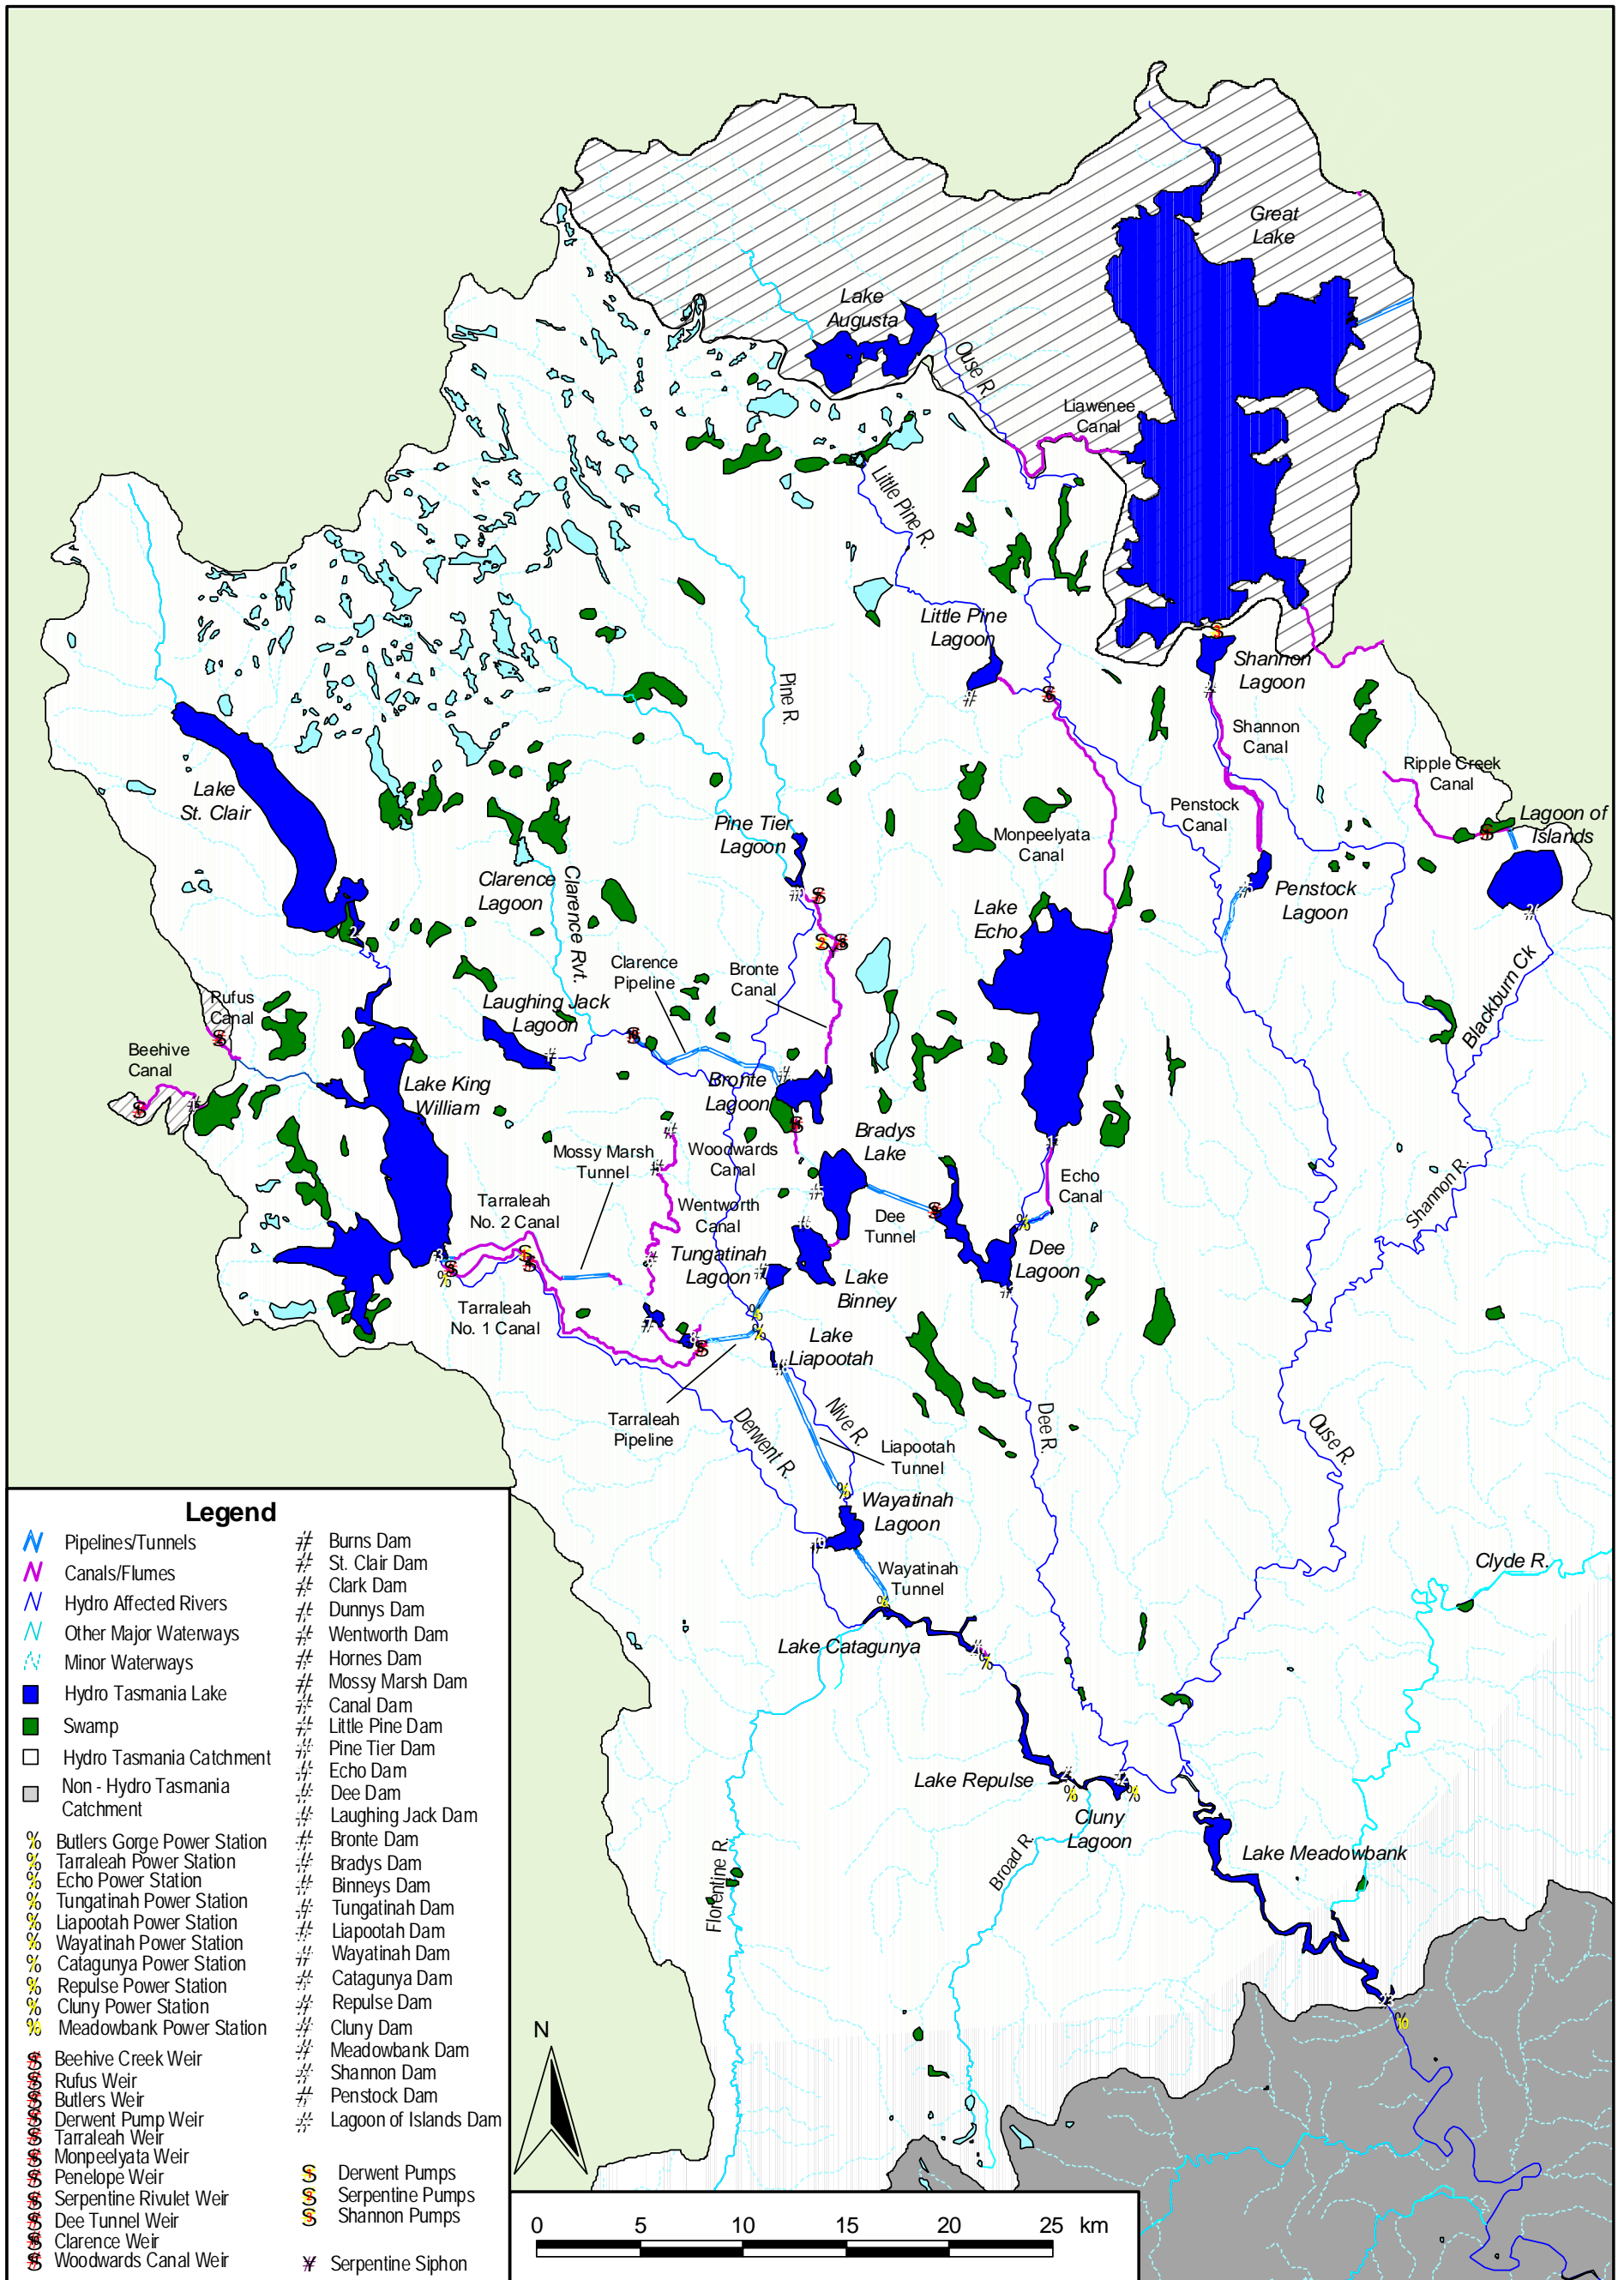 Great
Lake
Lake
Augusta
Ouse R.
Liawenee
Canal
Little Pine R.
Little Pine
Lagoon
Shannon
Lagoon
Pine R.
Shannon
Canal
Ripple Creek
Canal
Lake
St. Clair
Penstock
Canal
Lagoon of
Islands
Pine Tier
Lagoon
Monpeelyata
Canal
Clarence
Lagoon
Clarence Rvt.
Penstock
Lagoon
Lake
Echo
2
Clarence
Pipeline
Bronte
Canal
Blackburn Ck
Rufus
Canal
Laughing Jack
Lagoon
Beehive
Canal
Lake King
William
Bronte
Lagoon
Bradys
Lake
Mossy Marsh
Tunnel
Woodwards
Canal
Echo
Canal
Shannon R.
Tarraleah
No. 2 Canal
Wentworth
Canal
Dee
Tunnel
Tungatinah
Lagoon
Dee
Lagoon
Lake
Binney
Tarraleah
No. 1 Canal
Lake
Liapootah
Tarraleah
Pipeline
Derwent R.
Nive R.
Dee R.
Ouse R.
Liapootah
Tunnel
Wayatinah
Lagoon
Wayatinah
Tunnel
Clyde R.
Lake Catagunya
Lake Repulse
Cluny
Lagoon
Broad R.
Florentine R.
Lake Meadowbank
23
Legend
Pipelines/Tunnels
Canals/Flumes
Hydro Affected Rivers
Other Major Waterways
Minor Waterways
Hydro Tasmania Lake
Swamp
Hydro Tasmania Catchment
Non - Hydro Tasmania
Catchment
Butlers Gorge Power Station
Tarraleah Power Station
Echo Power Station
Tungatinah Power Station
Liapootah Power Station
Wayatinah Power Station
Catagunya Power Station
Repulse Power Station
Cluny Power Station
Meadowbank Power Station
Beehive Creek Weir
Rufus Weir
Butlers Weir
Derwent Pump Weir
Tarraleah Weir
Monpeelyata Weir
Penelope Weir
Serpentine Rivulet Weir
Dee Tunnel Weir
Clarence Weir
Woodwards Canal Weir
Burns Dam
St. Clair Dam
Clark Dam
Dunnys Dam
Wentworth Dam
Hornes Dam
Mossy Marsh Dam
Canal Dam
Little Pine Dam
Pine Tier Dam
Echo Dam
Dee Dam
Laughing Jack Dam
Bronte Dam
Bradys Dam
Binneys Dam
Tungatinah Dam
Liapootah Dam
Wayatinah Dam
Catagunya Dam
Repulse Dam
Cluny Dam
Meadowbank Dam
Shannon Dam
Penstock Dam
Lagoon of Islands Dam
Derwent Pumps
Serpentine Pumps
Shannon Pumps
Serpentine Siphon
N
0 5 10 15 20 25 km